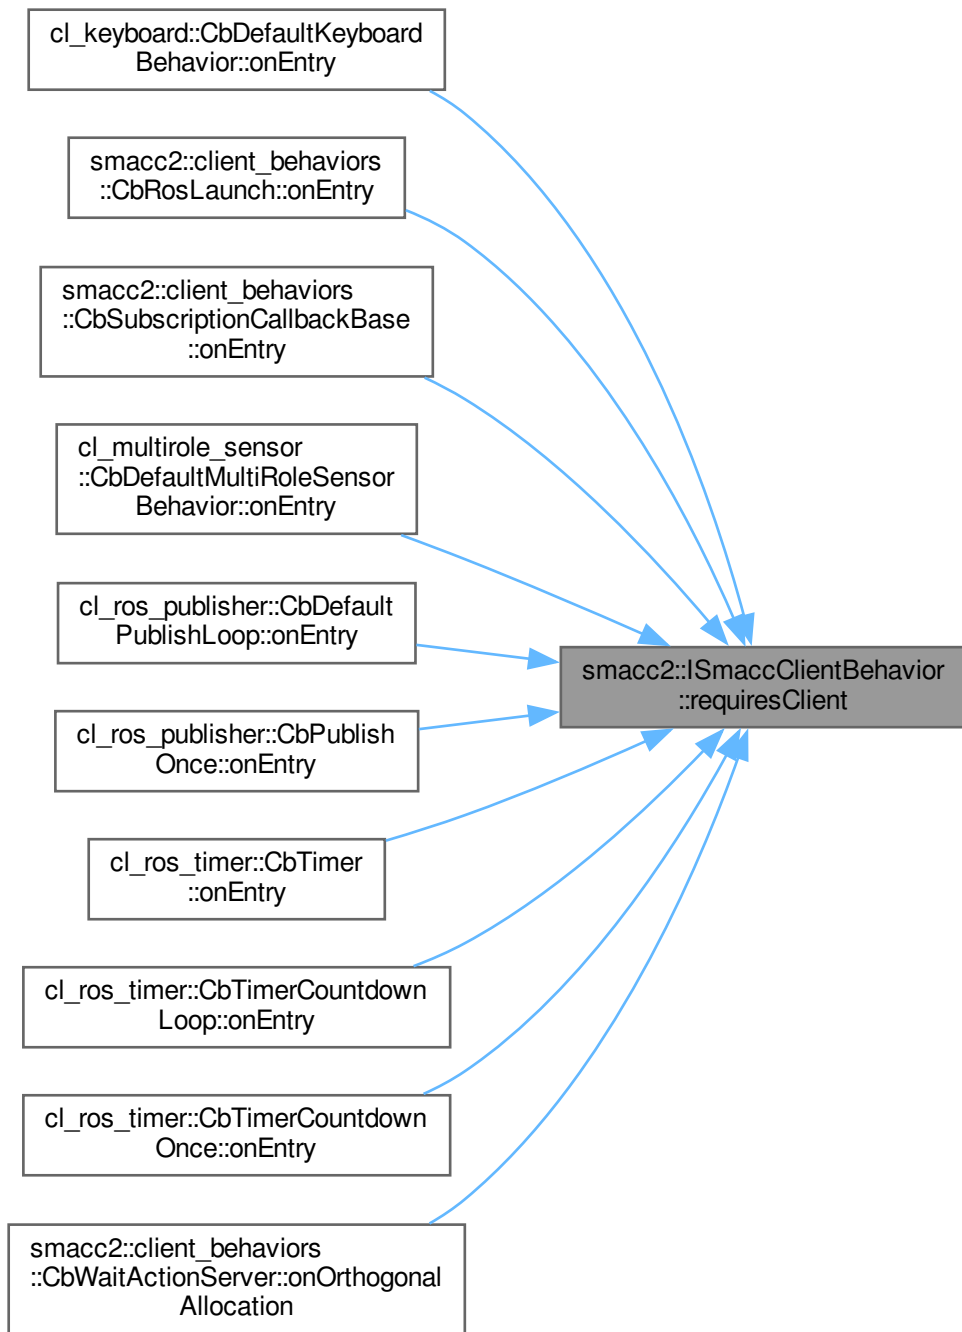 cl_keyboard::CbDefaultKeyboard
Behavior::onEntry
smacc2::client_behaviors
::CbRosLaunch::onEntry
smacc2::client_behaviors
::CbSubscriptionCallbackBase
::onEntry
cl_multirole_sensor
::CbDefaultMultiRoleSensor
Behavior::onEntry
cl_ros_publisher::CbDefault
PublishLoop::onEntry
smacc2::ISmaccClientBehavior
::requiresClient
cl_ros_publisher::CbPublish
Once::onEntry
cl_ros_timer::CbTimer
::onEntry
cl_ros_timer::CbTimerCountdown
Loop::onEntry
cl_ros_timer::CbTimerCountdown
Once::onEntry
smacc2::client_behaviors
::CbWaitActionServer::onOrthogonal
Allocation